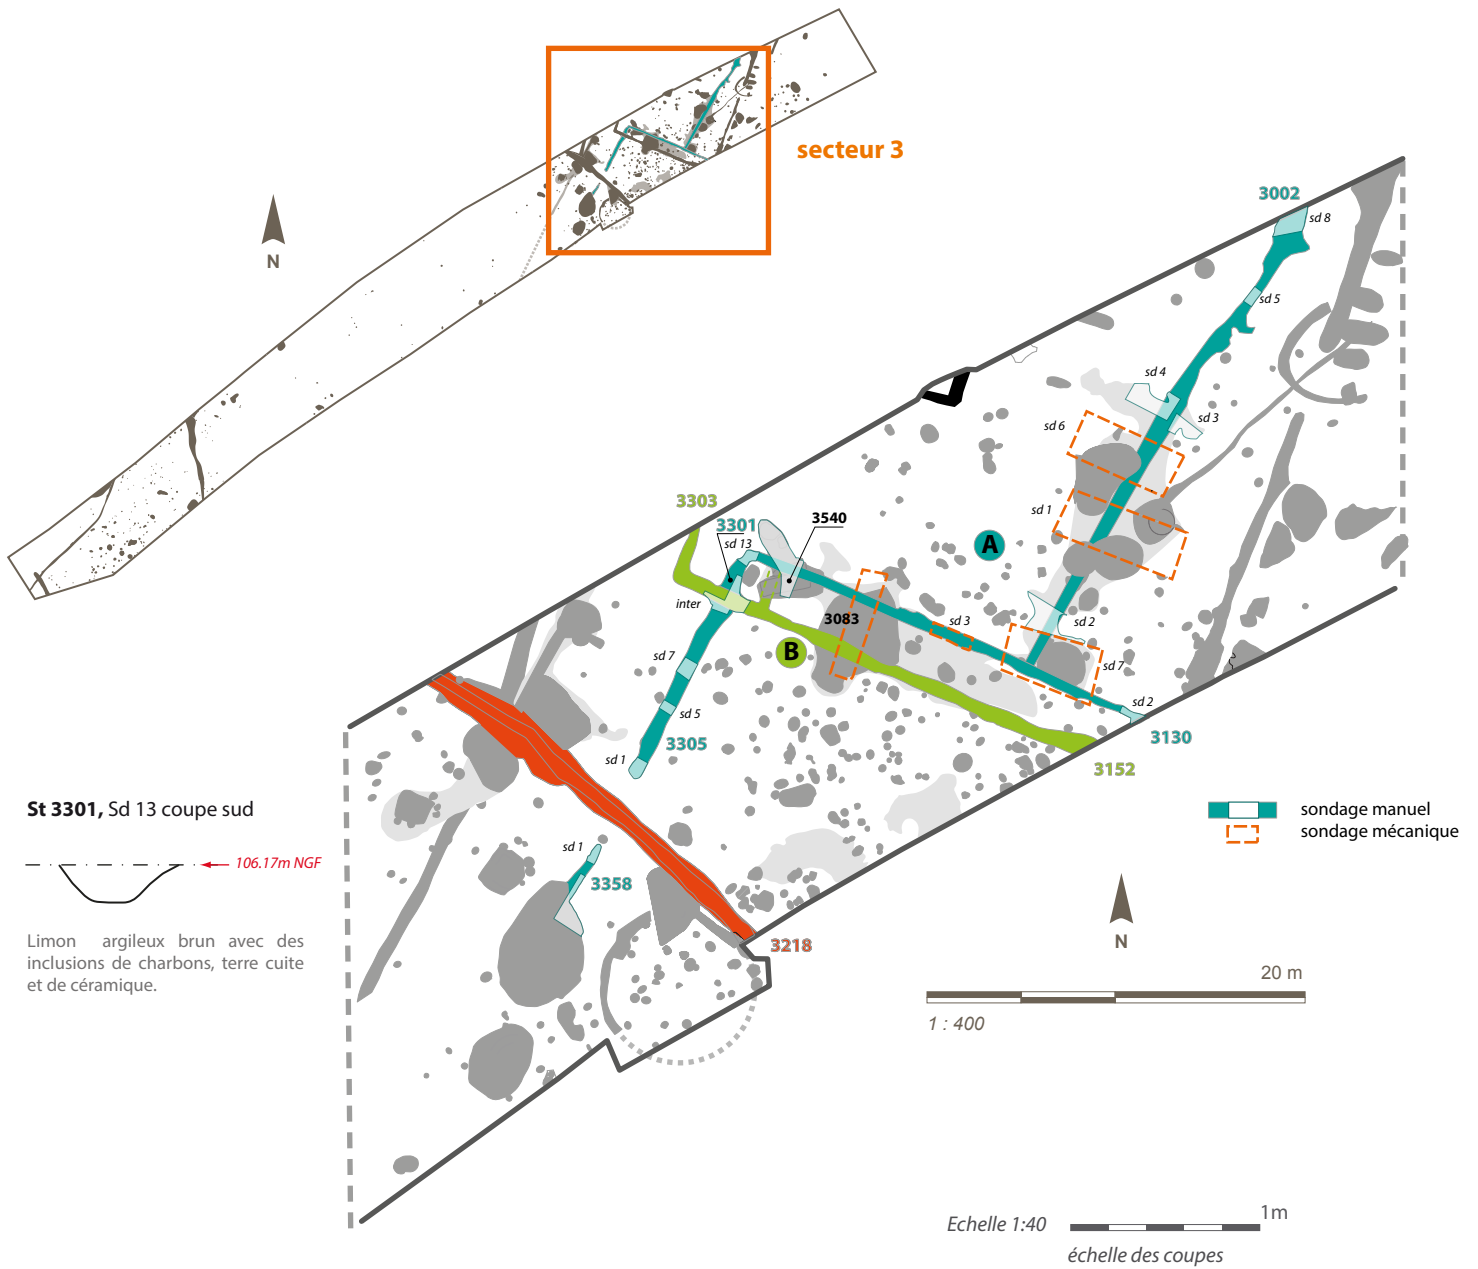 secteur 3
N
3002
sd 8
sd 5
sd 4
sd 3
sd 6
sd 1
3303
3301
3540
sd 13
A
inter
3083
sd 3
sd 2
B
sd 7
sd 7
sd 5
sd 2
3305
3130
sd 1
3152
St 3301, Sd 13 coupe sud
sondage manuel
sondage mécanique
sd 1
106.17m NGF
3358
Limon argileux brun avec des
inclusions de charbons, terre cuite
et de céramique.
3218
N
20 m
1 : 400
1m
Echelle 1:40
échelle des coupes